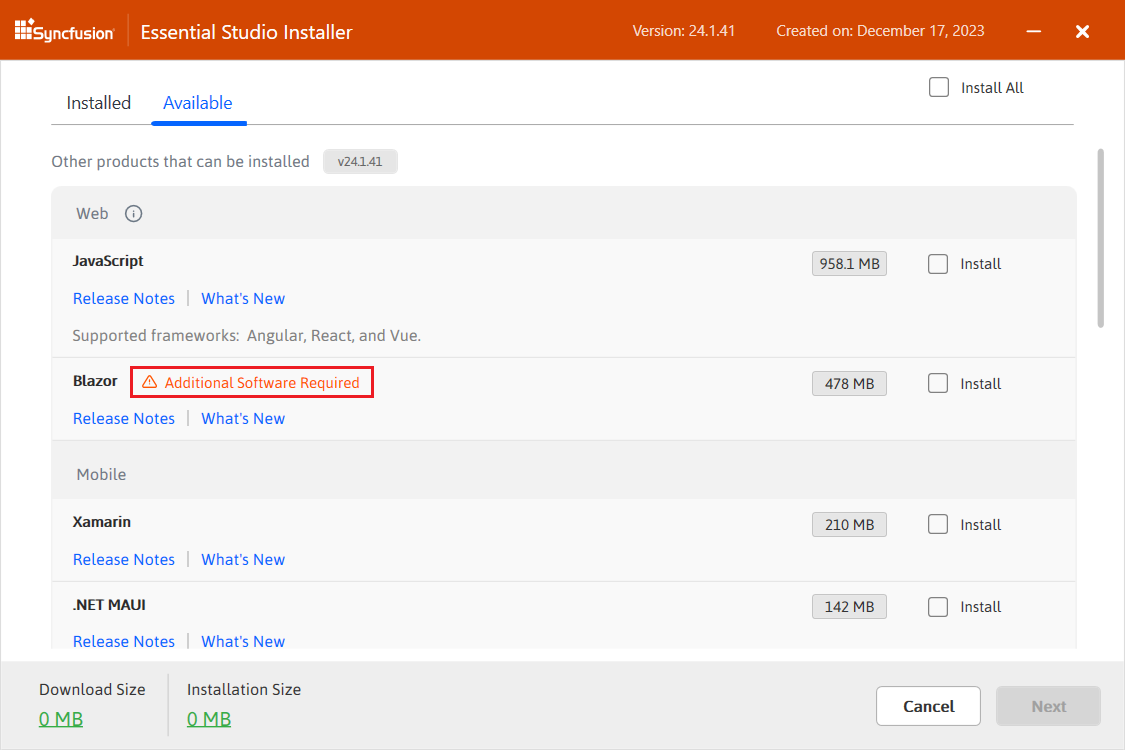 Syncfusion Essential Studio Installer Version: 24.1.41 Created on: December 17, 2023
Install All
Installed Available
Other products that can be installed v24.1.41
Web
JavaScript 958.1 MB Install
Release Notes What's New
Supported frameworks: Angular, React, and Vue.
Blazor Additional Software Required 478 MB Install
Release Notes What's New
Mobile
Xamarin 210 MB Install
Release Notes What's New
.NET MAUI 142 MB Install
Release Notes What's New
Download Size Installation Size
0 MB 0 MB
Cancel Next